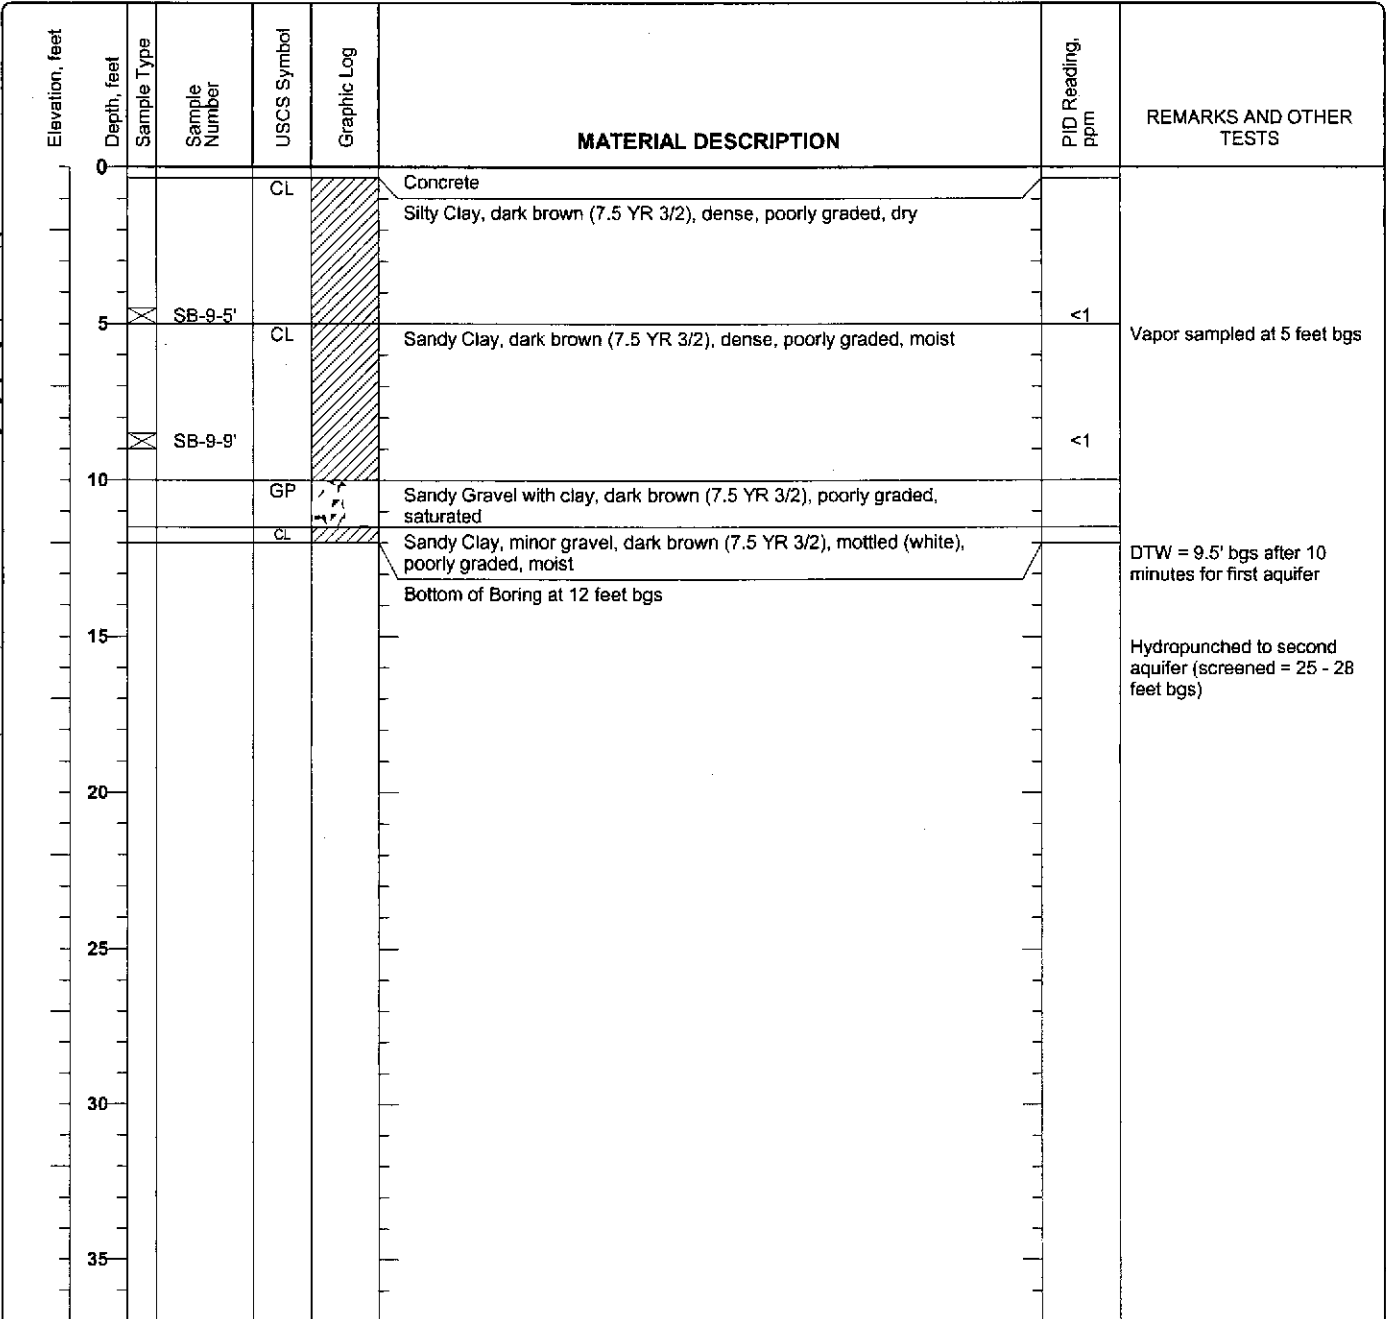 Elevation, feet
Depth, feet
Sample Type
Sample
Number
USCS Symbol
Graphic Log
MATERIAL DESCRIPTION
PID Reading,
ppm
REMARKS AND OTHER
TESTS
0
CL
Concrete
Silty Clay, dark brown (7.5 YR 3/2), dense, poorly graded, dry
SB-9-5'
<1
5
CL
Sandy Clay, dark brown (7.5 YR 3/2), dense, poorly graded, moist
Vapor sampled at 5 feet bgs
SB-9-9'
<1
10
GP
Sandy Gravel with clay, dark brown (7.5 YR 3/2), poorly graded,
saturated
CL
Sandy Clay, minor gravel, dark brown (7.5 YR 3/2), mottled (white),
poorly graded, moist
DTW = 9.5' bgs after 10
minutes for first aquifer
Bottom of Boring at 12 feet bgs
15
Hydropunched to second
aquifer (screened = 25 - 28
feet bgs)
20
25
30
35